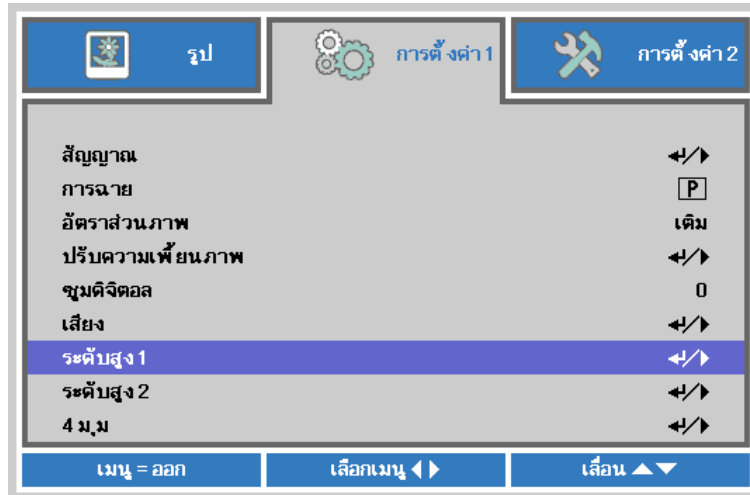 รูป
การตั้งค่า 1
การตั้งค่า 2
สัญญาณ
การฉาย P
อัตราส่วนภาพ เติม
ปรับความเพี้ยนภาพ
ซูมดิจิตอล 0
เสียง
ระดับสูง 1
ระดับสูง 2
4 มุม
เมนู = ออก
เลือกเมนู
เลื่อน